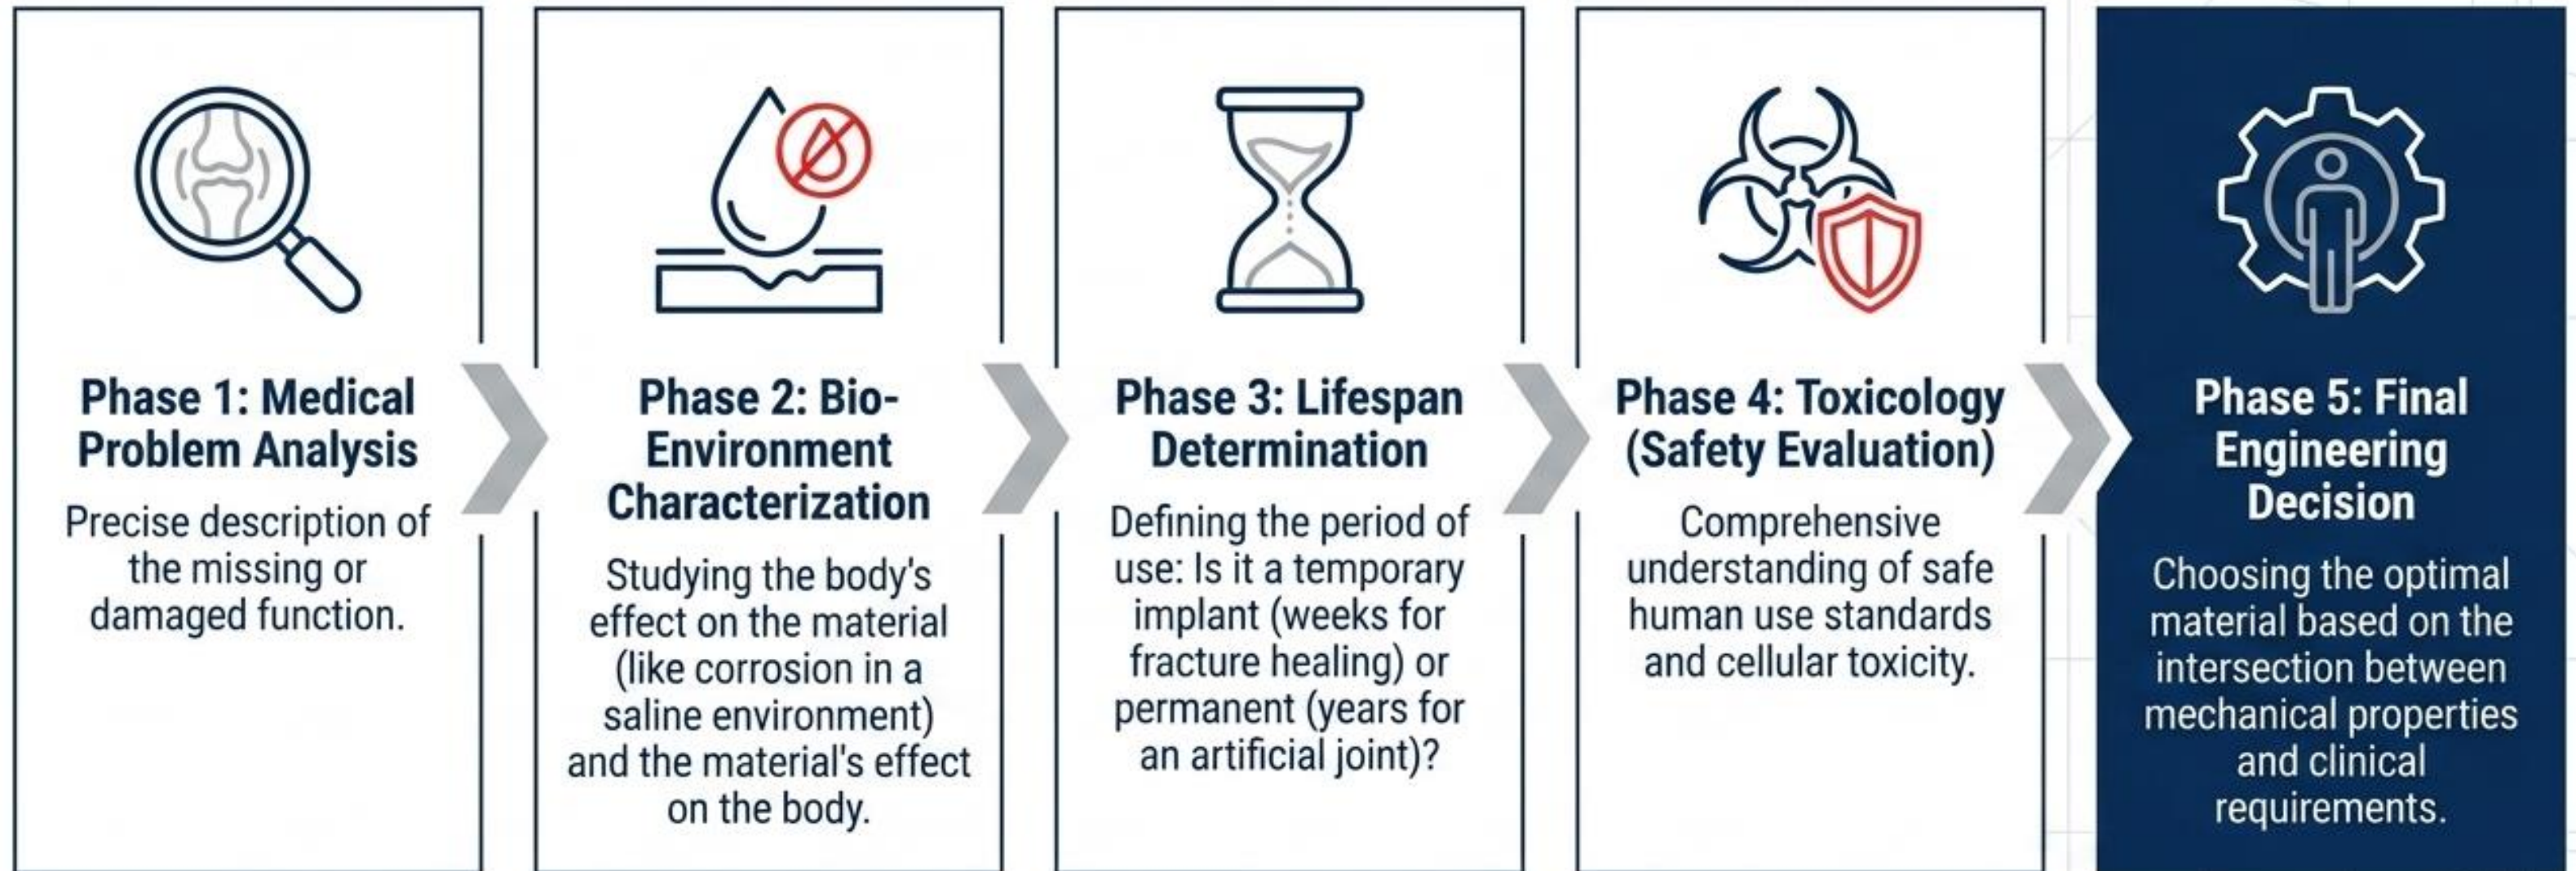 Phase 1: Medical
Problem Analysis
Precise description of
the missing or
damaged function.
Phase 2: Bio-
Environment
Characterization
Studying the body's
effect on the material
(like corrosion in a
saline environment)
and the material's effect
on the body.
Phase 3: Lifespan
Determination
Defining the period of
use: Is it a temporary
implant (weeks for
fracture healing) or
permanent (years for
an artificial joint)?
Phase 4: Toxicology
(Safety Evaluation)
Comprehensive
understanding of safe
human use standards
and cellular toxicity.
Phase 5: Final
Engineering
Decision
Choosing the optimal
material based on the
intersection between
mechanical properties
and clinical
requirements.